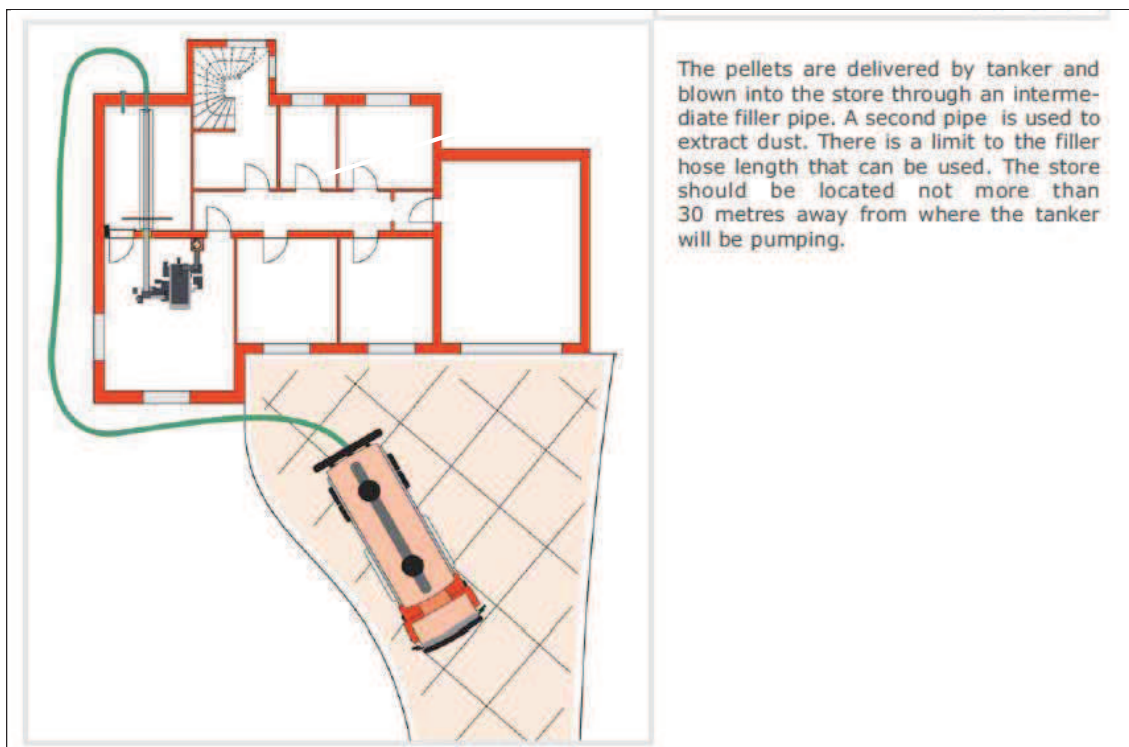 The pellets are delivered by tanker and
blown into the store through an interme-
diate filler pipe. A second pipe is used to
extract dust. There is a limit to the filler
hose length that can be used. The store
should be located not more than
30 metres away from where the tanker
will be pumping.